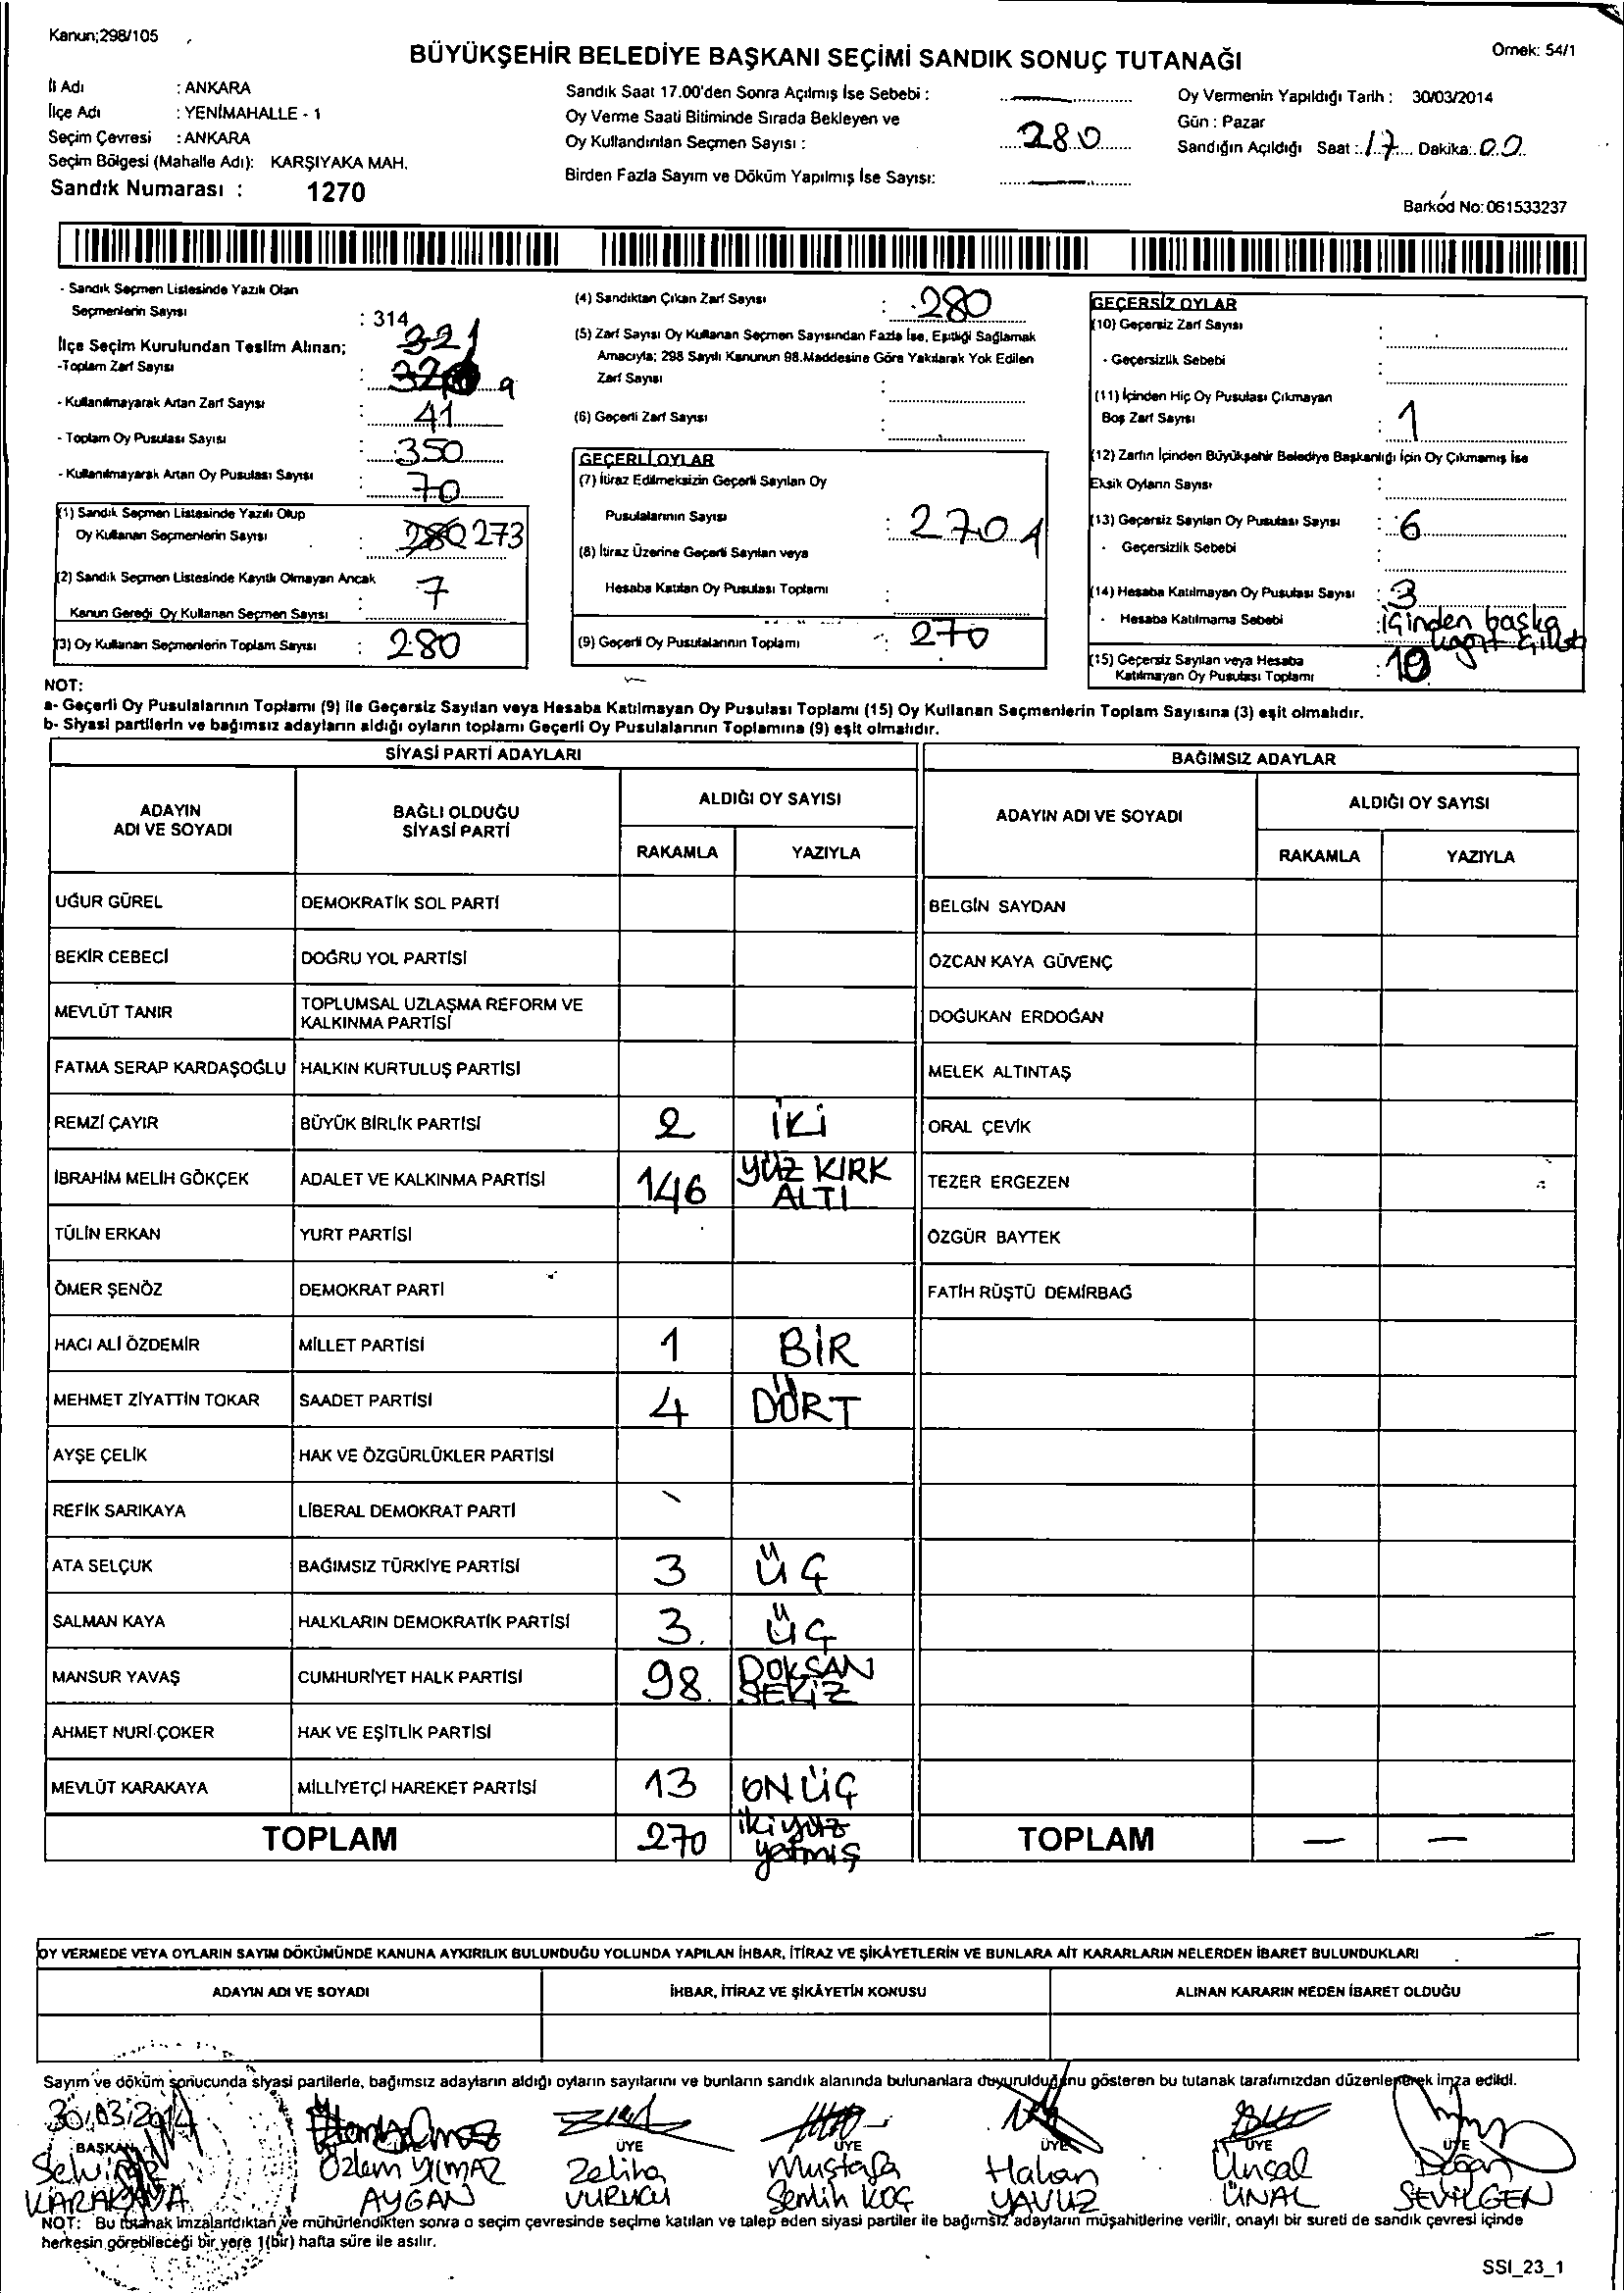 Kanun;298/105
BÜYÜKŞEHİR BELEDİYE BAŞKANI SEÇİMİ SANDIK SONUÇ TUTANAĞI
Örnek: 54/1
İl Adı : ANKARA
İlçe Adı : YENİMAHALLE - 1
Seçim Çevresi : ANKARA
Seçim Bölgesi (Mahalle Adı): KARŞIYAKA MAH.
Sandık Numarası : 1270
Sandık Saat 17.00'den Sonra Açılmış İse Sebebi :
Oy Verme Saati Bitiminde Sırada Bekleyen ve
Oy Kullandırılan Seçmen Sayısı : 280
Birden Fazla Sayım ve Döküm Yapılmış İse Sayısı:
Oy Vermenin Yapıldığı Tarih : 30/03/2014
Gün : Pazar
Sandığın Açıldığı Saat : 17 Dakika: 00
Barkod No:061533237
- Sandık Seçmen Listesinde Yazılı Olan
Seçmenlerin Sayısı : 314
İlçe Seçim Kurulundan Teslim Alınan;
321
-Toplam Zarf Sayısı :
- Kullanılmayarak Artan Zarf Sayısı : 41
- Toplam Oy Pusulası Sayısı : 350
- Kullanılmayarak Artan Oy Pusulası Sayısı : 70
(1) Sandık Seçmen Listesinde Yazılı Olup
Oy Kullanan Seçmenlerin Sayısı : 280 273
(2) Sandık Seçmen Listesinde Kayıtlı Olmayan Ancak
Kanun Gereği Oy Kullanan Seçmen Sayısı : 7
(3) Oy Kullanan Seçmenlerin Toplam Sayısı : 280
(4) Sandıktan Çıkan Zarf Sayısı : 280
(5) Zarf Sayısı Oy Kullanan Seçmen Sayısından Fazla İse, Eşitliği Sağlamak
Amacıyla; 298 Sayılı Kanunun 98.Maddesine Göre Yakılarak Yok Edilen
Zarf Sayısı :
(6) Geçerli Zarf Sayısı :
GEÇERLİ OYLAR
(7) İtiraz Edilmeksizin Geçerli Sayılan Oy
Pusulalarının Sayısı : 270
(8) İtiraz Üzerine Geçerli Sayılan veya
Hesaba Katılan Oy Pusulası Toplamı :
(9) Geçerli Oy Pusulalarının Toplamı : 270
GEÇERSİZ OYLAR
(10) Geçersiz Zarf Sayısı :
- Geçersizlik Sebebi :
(11) İçinden Hiç Oy Pusulası Çıkmayan
Boş Zarf Sayısı : 1
(12) Zarfın İçinden Büyükşehir Belediye Başkanlığı İçin Oy Çıkmamış İse
Eksik Oyların Sayısı :
(13) Geçersiz Sayılan Oy Pusulası Sayısı : 6
- Geçersizlik Sebebi :
(14) Hesaba Katılmayan Oy Pusulası Sayısı : 3
- Hesaba Katılmama Sebebi : içinden başka
(15) Geçersiz Sayılan veya Hesaba
Katılmayan Oy Pusulası Toplamı : 10
NOT:
a- Geçerli Oy Pusulalarının Toplamı (9) ile Geçersiz Sayılan veya Hesaba Katılmayan Oy Pusulası Toplamı (15) Oy Kullanan Seçmenlerin Toplam Sayısına (3) eşit olmalıdır.
b- Siyasi partilerin ve bağımsız adayların aldığı oyların toplamı Geçerli Oy Pusulalarının Toplamına (9) eşit olmalıdır.
SİYASİ PARTİ ADAYLARI
BAĞIMSIZ ADAYLAR
ADAYIN ADI VE SOYADI
BAĞLI OLDUĞU SİYASİ PARTİ
ALDIĞI OY SAYISI
RAKAMLA YAZIYLA
ADAYIN ADI VE SOYADI
ALDIĞI OY SAYISI
RAKAMLA YAZIYLA
UĞUR GÜREL DEMOKRATİK SOL PARTİ BELGİN SAYDAN
BEKİR CEBECİ DOĞRU YOL PARTİSİ ÖZCAN KAYA GÜVENÇ
MEVLÜT TANIR TOPLUMSAL UZLAŞMA REFORM VE KALKINMA PARTİSİ DOĞUKAN ERDOĞAN
FATMA SERAP KARDAŞOĞLU HALKIN KURTULUŞ PARTİSİ MELEK ALTINTAŞ
REMZİ ÇAYIR BÜYÜK BİRLİK PARTİSİ 2 İKİ ORAL ÇEVİK
İBRAHİM MELİH GÖKÇEK ADALET VE KALKINMA PARTİSİ 146 YÜZ KIRK ALTI TEZER ERGEZEN
TÜLİN ERKAN YURT PARTİSİ ÖZGÜR BAYTEK
ÖMER ŞENÖZ DEMOKRAT PARTİ FATİH RÜŞTÜ DEMİRBAĞ
HACI ALİ ÖZDEMİR MİLLET PARTİSİ 1 BİR
MEHMET ZİYATTİN TOKAR SAADET PARTİSİ 4 DÖRT
AYŞE ÇELİK HAK VE ÖZGÜRLÜKLER PARTİSİ
REFİK SARIKAYA LİBERAL DEMOKRAT PARTİ
ATA SELÇUK BAĞIMSIZ TÜRKİYE PARTİSİ 3 ÜÇ
SALMAN KAYA HALKLARIN DEMOKRATİK PARTİSİ 3. ÜÇ
MANSUR YAVAŞ CUMHURİYET HALK PARTİSİ 98. DOKSAN SEKİZ
AHMET NURİ ÇOKER HAK VE EŞİTLİK PARTİSİ
MEVLÜT KARAKAYA MİLLİYETÇİ HAREKET PARTİSİ 13 ONÜÇ
TOPLAM 270 ikiyüz yetmiş TOPLAM — —
OY VERMEDE VEYA OYLARIN SAYIM DÖKÜMÜNDE KANUNA AYKIRILIK BULUNDUĞU YOLUNDA YAPILAN İHBAR, İTİRAZ VE ŞİKÂYETLERİN VE BUNLARA AİT KARARLARIN NELERDEN İBARET BULUNDUKLARI
ADAYIN ADI VE SOYADI İHBAR, İTİRAZ VE ŞİKÂYETİN KONUSU ALINAN KARARIN NEDEN İBARET OLDUĞU
Sayım ve döküm sonucunda siyasi partilerle, bağımsız adayların aldığı oyların sayılarını ve bunların sandık alanında bulunanlara duyurulduğunu gösteren bu tutanak tarafımızdan düzenlenerek imza edildi.
30.03.2014
BAŞKAN ÜYE ÜYE ÜYE ÜYE ÜYE
KARAKAYA
Özlem YILMAZ AYGAN
Zeliha VURUCU
Mustafa Semih KOÇ
Hakan YAVUZ
Ünsal ÜNAL
Doğan SEVİLGEN
NOT: Bu tutanak imzalandıktan ve mühürlendikten sonra o seçim çevresinde seçime katılan ve talep eden siyasi partiler ile bağımsız adayların müşahitlerine verilir, onaylı bir sureti de sandık çevresi içinde
herkesin görebileceği bir yere 1(bir) hafta süre ile asılır.
SSI_23_1